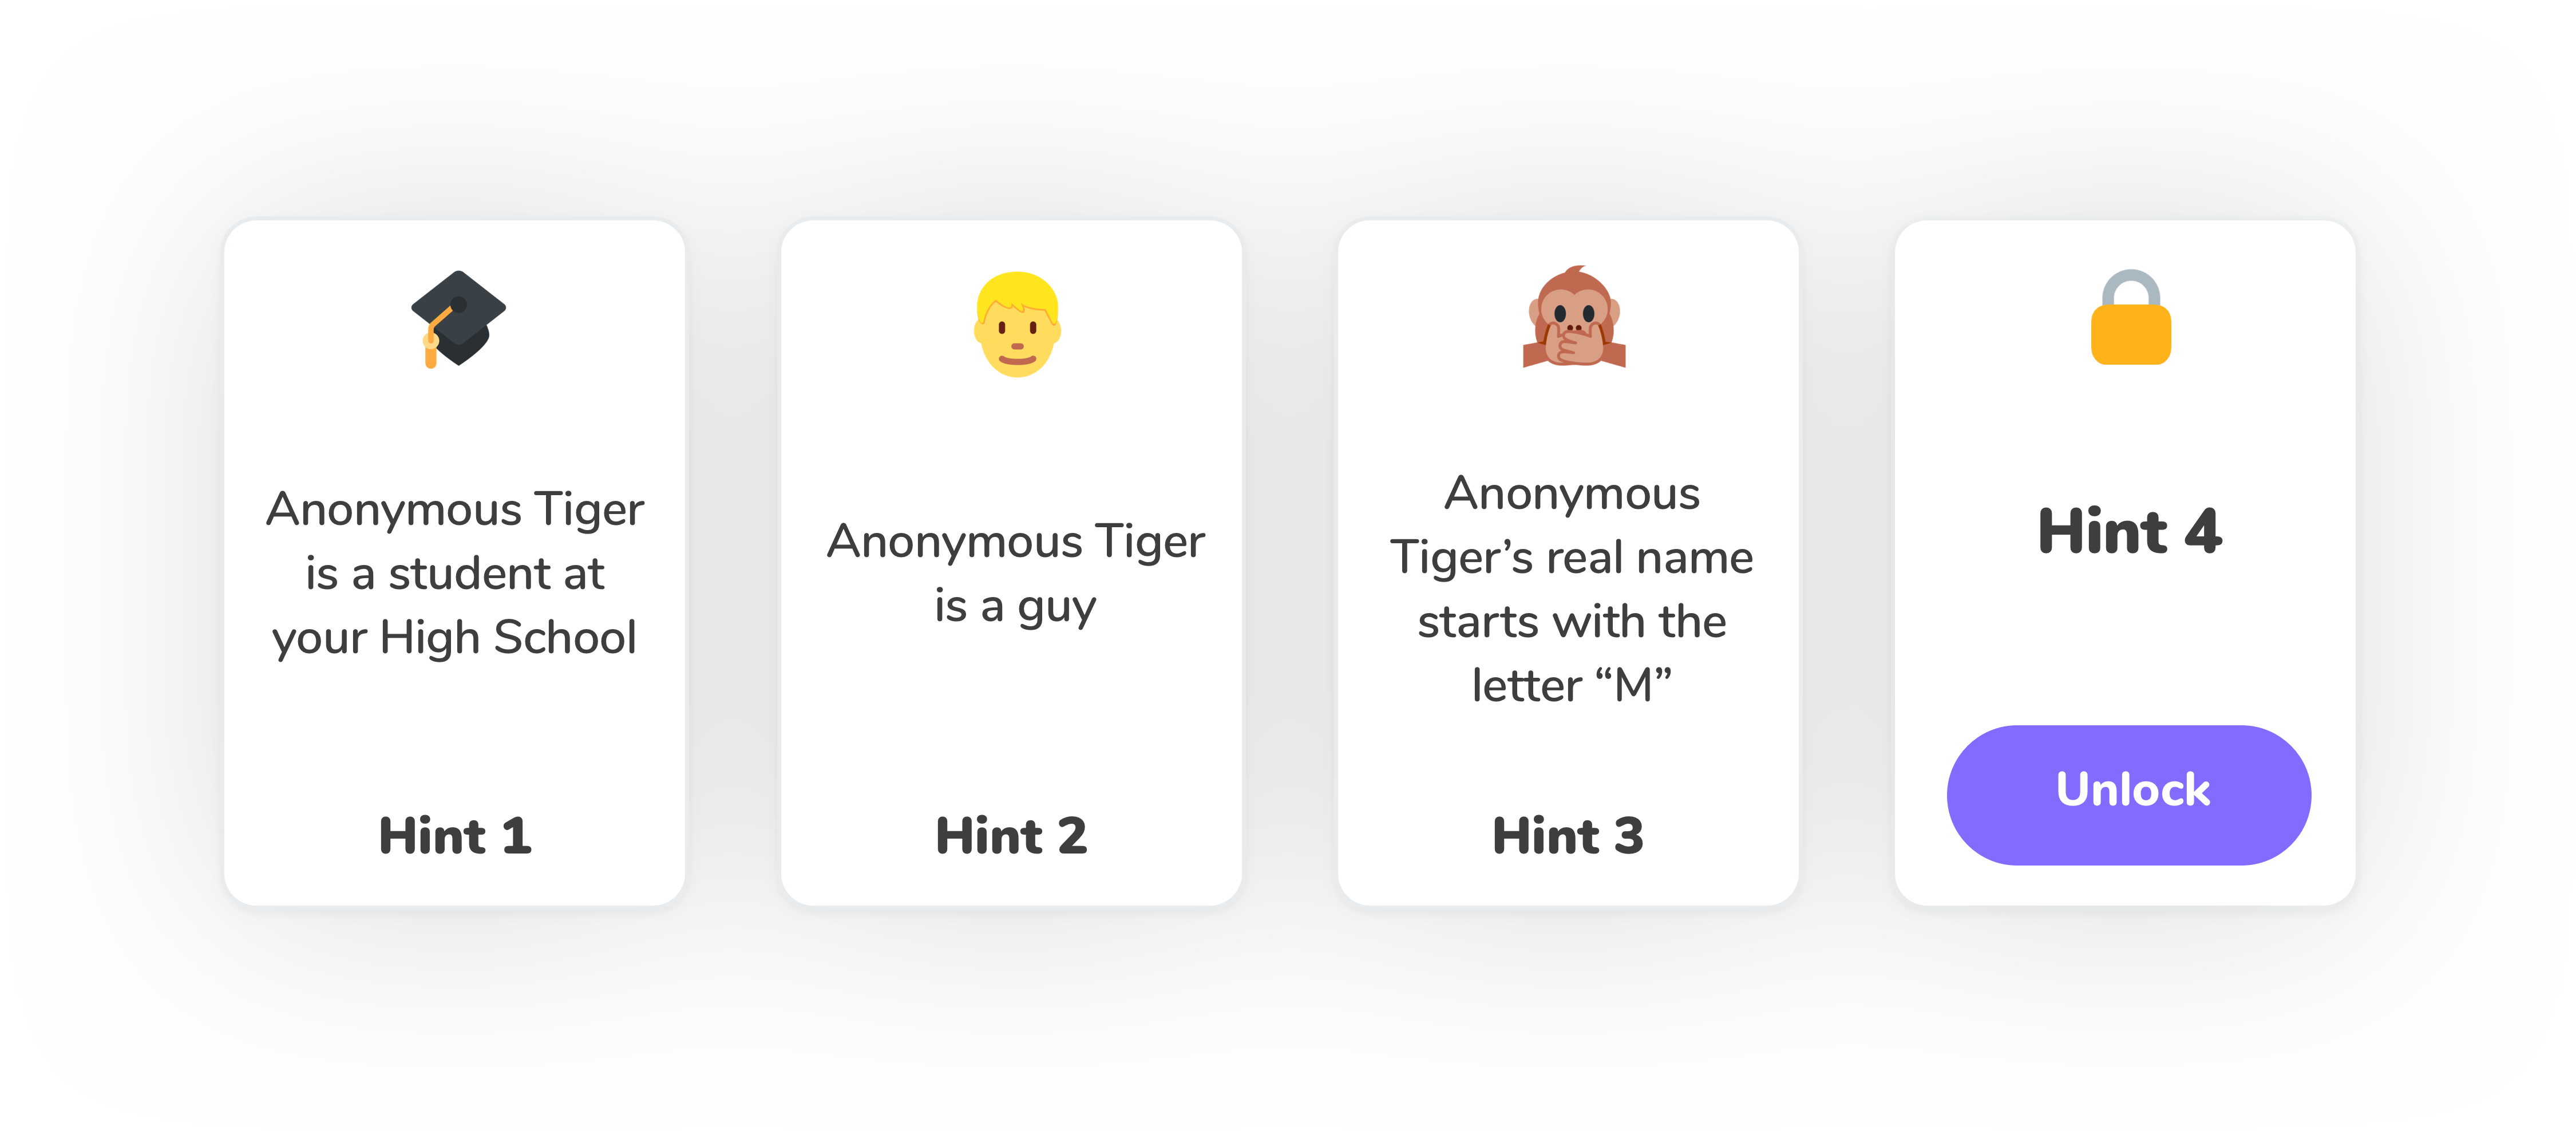 Anonymous Tiger
is a student at
your High School
Hint 1
Anonymous Tiger
is a guy
Hint 2
Anonymous
Tiger’s real name
starts with the
letter “M”
Hint 3
Hint 4
Unlock